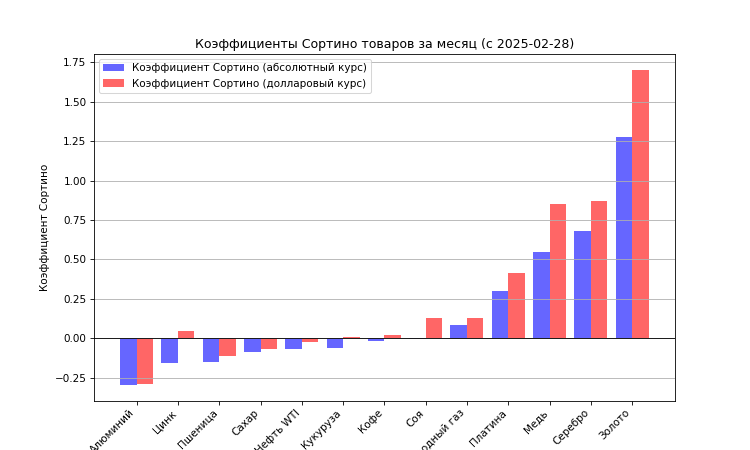 Коэффициенты Сортино товаров за месяц (с 2025-02-28)
Коэффициент Сортино (абсолютный курс)
Коэффициент Сортино (долларовый курс)
Коэффициент Сортино
1.75
1.50
1.25
1.00
0.75
0.50
0.25
0.00
−0.25
Алюминий
Цинк
Пшеница
Сахар
Нефть WTI
Кукуруза
Кофе
Соя
газ
Платина
Медь
Серебро
Золото